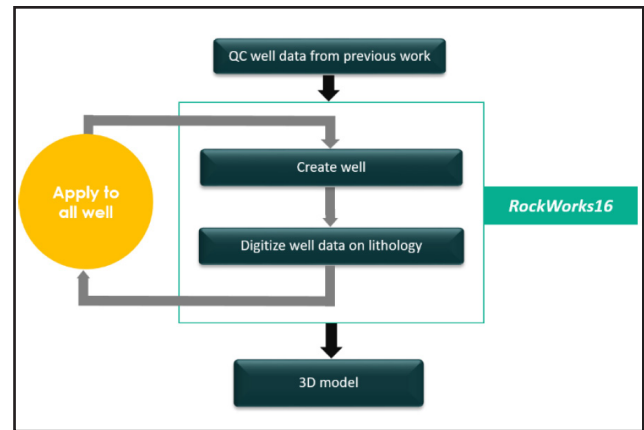 QC well data from previous work
Create well
Apply to
all well
RockWorks16
Digitize well data on lithology
3D model